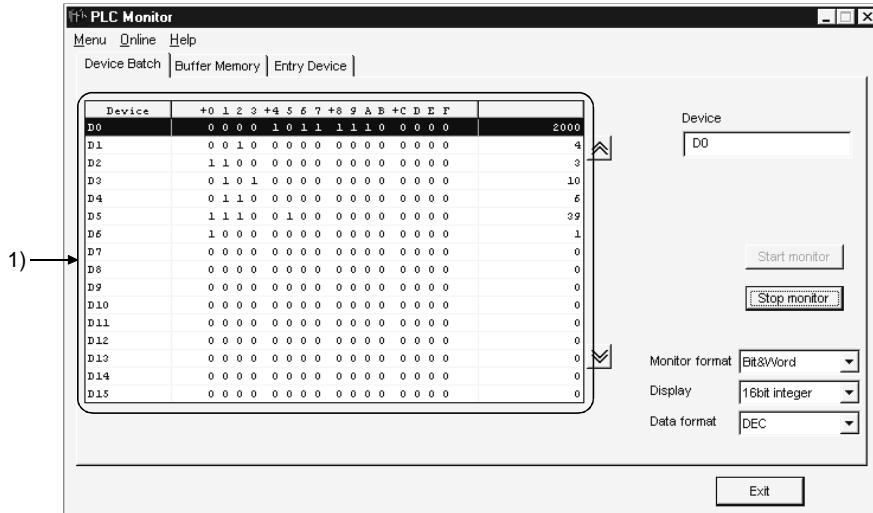 PLC Monitor
Menu Online Help
Device Batch Buffer Memory Entry Device
Device +0 1 2 3 +4 5 6 7 +8 9 A B +C D E F
D0 0 0 0 0 1 0 1 1 1 1 1 0 0 0 0 0 2000
D1 0 0 1 0 0 0 0 0 0 0 0 0 0 0 0 0 4
D2 1 1 0 0 0 0 0 0 0 0 0 0 0 0 0 0 3
D3 0 1 0 1 0 0 0 0 0 0 0 0 0 0 0 0 10
D4 0 1 1 0 0 0 0 0 0 0 0 0 0 0 0 0 6
D5 1 1 1 0 0 1 0 0 0 0 0 0 0 0 0 0 39
D6 1 0 0 0 0 0 0 0 0 0 0 0 0 0 0 0 1
D7 0 0 0 0 0 0 0 0 0 0 0 0 0 0 0 0 0
D8 0 0 0 0 0 0 0 0 0 0 0 0 0 0 0 0 0
D9 0 0 0 0 0 0 0 0 0 0 0 0 0 0 0 0 0
D10 0 0 0 0 0 0 0 0 0 0 0 0 0 0 0 0 0
D11 0 0 0 0 0 0 0 0 0 0 0 0 0 0 0 0 0
D12 0 0 0 0 0 0 0 0 0 0 0 0 0 0 0 0 0
D13 0 0 0 0 0 0 0 0 0 0 0 0 0 0 0 0 0
D14 0 0 0 0 0 0 0 0 0 0 0 0 0 0 0 0 0
D15 0 0 0 0 0 0 0 0 0 0 0 0 0 0 0 0 0
1)
Device
D0
Start monitor
Stop monitor
Monitor format Bit&Word
Display 16bit integer
Data format DEC
Exit